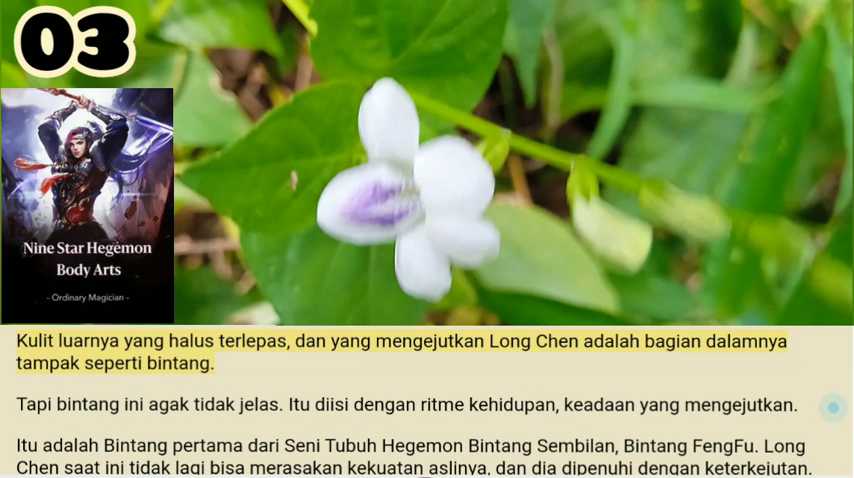 03
Nine Star Hegemon
Body Arts
- Ordinary Magician -
Kulit luarnya yang halus terlepas, dan yang mengejutkan Long Chen adalah bagian dalamnya
tampak seperti bintang.
Tapi bintang ini agak tidak jelas. Itu diisi dengan ritme kehidupan, keadaan yang mengejutkan.
Itu adalah Bintang pertama dari Seni Tubuh Hegemon Bintang Sembilan, Bintang FengFu. Long
Chen saat ini tidak lagi bisa merasakan kekuatan aslinya, dan dia dipenuhi dengan keterkejutan.